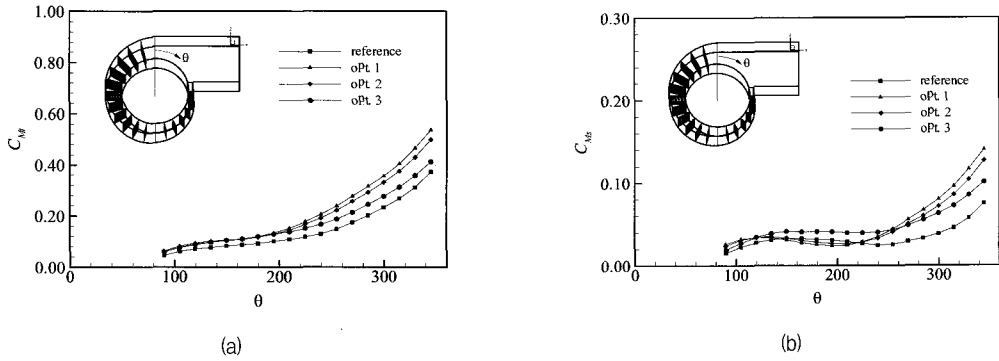 1.00
0.80
0.60
0.40
0.20
0.00
C_Mt
0
100
200
300
θ
θ
reference
oPt. 1
oPt. 2
oPt. 3
(a)
0.30
0.20
0.10
0.00
C_Ms
0
100
200
300
θ
θ
reference
oPt. 1
oPt. 2
oPt. 3
(b)